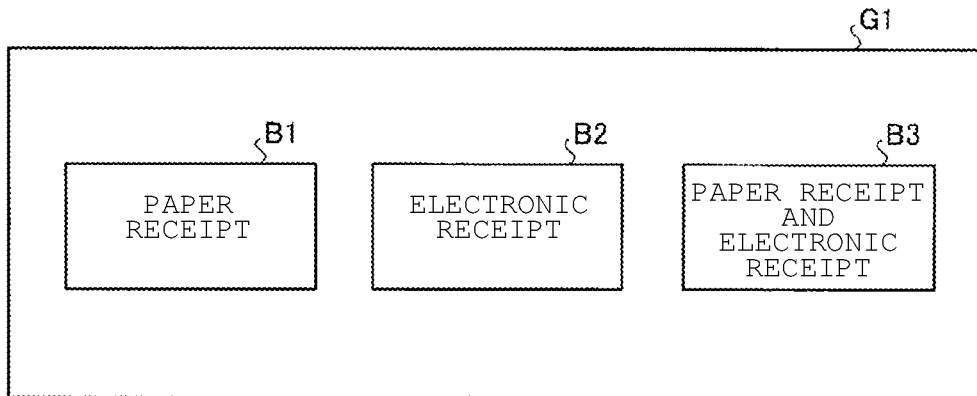 G1
B1
B2
B3
PAPER
RECEIPT
ELECTRONIC
RECEIPT
PAPER RECEIPT
AND
ELECTRONIC
RECEIPT